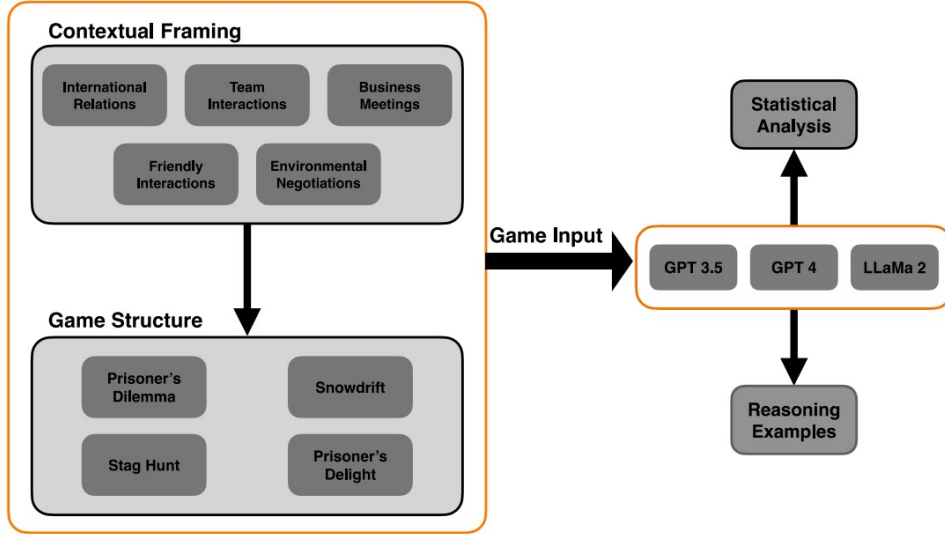 Contextual Framing
International
Relations
Team
Interactions
Business
Meetings
Friendly
Interactions
Environmental
Negotiations
Game Structure
Prisoner's
Dilemma
Snowdrift
Stag Hunt
Prisoner's
Delight
Game Input
Statistical
Analysis
GPT 3.5
GPT 4
LLaMa 2
Reasoning
Examples